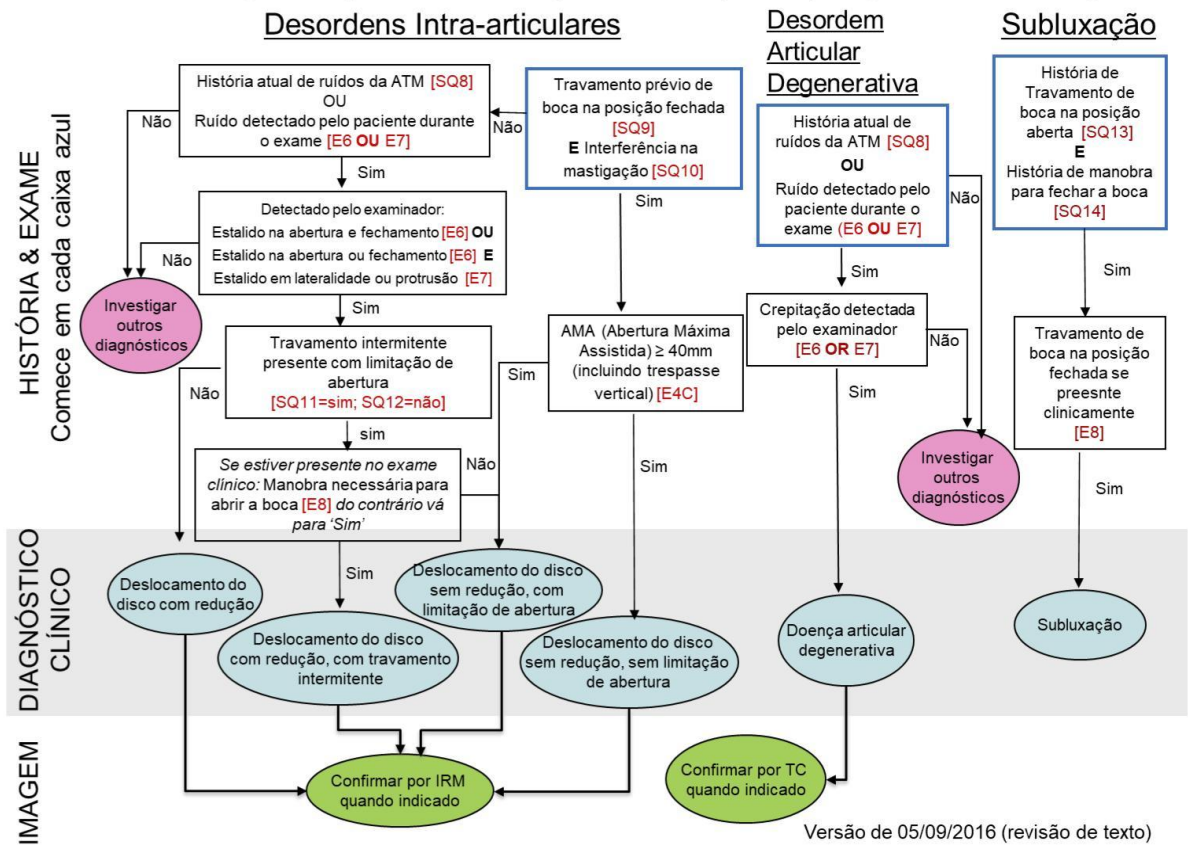 Desordens Intra-articulares
Desordem
Articular
Degenerativa
Subluxação
HISTÓRIA & EXAME
Comece em cada caixa azul
História atual de ruídos da ATM [SQ8]
OU
Ruído detectado pelo paciente durante
o exame [E6 OU E7]
Não
Sim
Travamento prévio de
boca na posição fechada
[SQ9]
E Interferência na
mastigação [SQ10]
Não
Sim
História atual de
ruídos da ATM [SQ8]
OU
Ruído detectado pelo
paciente durante o
exame (E6 OU E7]
Não
Sim
História de
Travamento de
boca na posição
aberta [SQ13]
E
História de manobra
para fechar a boca
[SQ14]
Sim
Detectado pelo examinador:
Estalido na abertura e fechamento [E6] OU
Estalido na abertura ou fechamento [E6] E
Estalido em lateralidade ou protrusão [E7]
Não
Sim
Investigar
outros
diagnósticos
Travamento intermitente
presente com limitação de
abertura
[SQ11=sim; SQ12=não]
Não
sim
AMA (Abertura Máxima
Assistida) ≥ 40mm
(incluindo trespasse
vertical) [E4C]
Sim
Sim
Crepitação detectada
pelo examinador
[E6 OR E7]
Não
Sim
Travamento de
boca na posição
fechada se
preesnte
clinicamente
[E8]
Sim
Se estiver presente no exame
clínico: Manobra necessária para
abrir a boca [E8] do contrário vá
para ‘Sim’
Não
Sim
Investigar
outros
diagnósticos
DIAGNÓSTICO
CLÍNICO
Deslocamento do
disco com redução
Deslocamento do disco
com redução, com travamento
intermitente
Deslocamento do disco
sem redução, com
limitação de abertura
Deslocamento do disco
sem redução, sem limitação
de abertura
Doença articular
degenerativa
Subluxação
IMAGEM
Confirmar por IRM
quando indicado
Confirmar por TC
quando indicado
Versão de 05/09/2016 (revisão de texto)